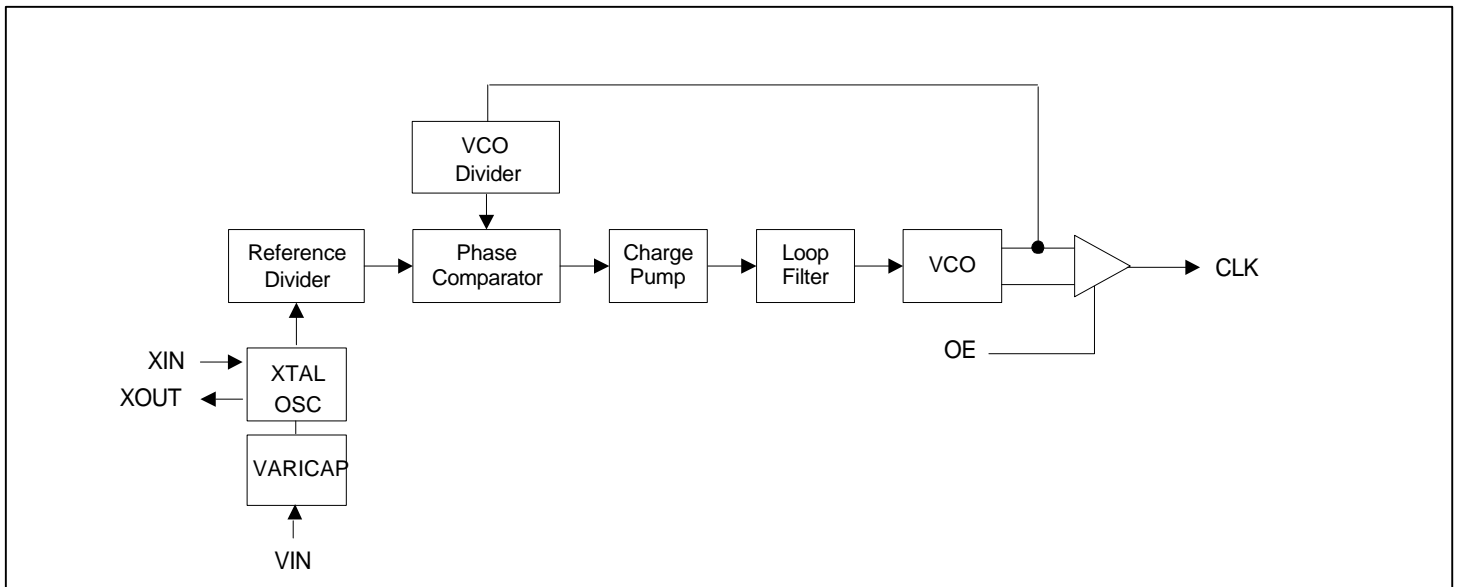 VCO
Divider
Reference
Divider
Phase
Comparator
Charge
Pump
Loop
Filter
VCO
CLK
OE
XIN
XOUT
XTAL
OSC
VARICAP
VIN